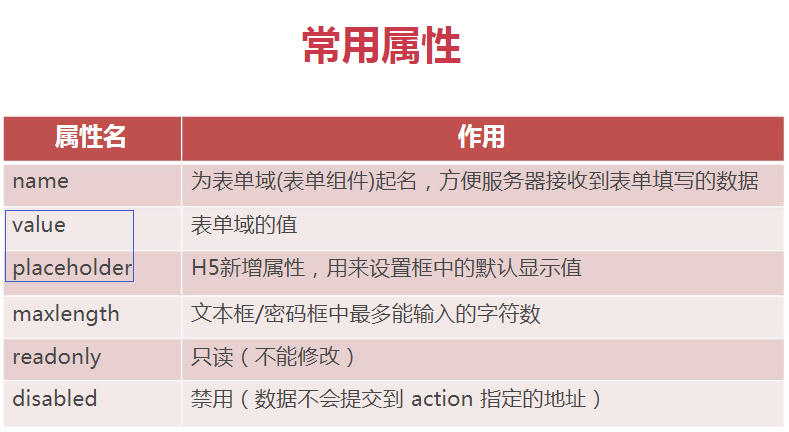 常用属性
属性名 作用
name 为表单域(表单组件)起名，方便服务器接收到表单填写的数据
value 表单域的值
placeholder H5新增属性，用来设置框中的默认显示值
maxlength 文本框/密码框中最多能输入的字符数
readonly 只读（不能修改）
disabled 禁用（数据不会提交到 action 指定的地址）